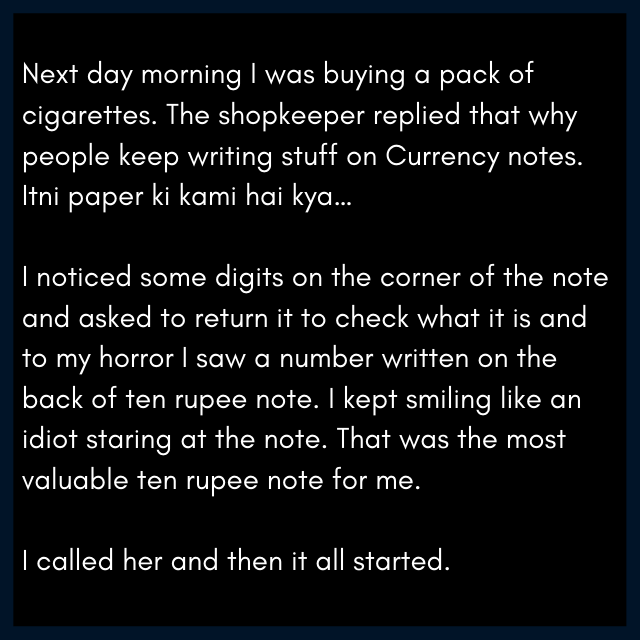 Next day morning I was buying a pack of
cigarettes. The shopkeeper replied that why
people keep writing stuff on Currency notes.
Itni paper ki kami hai kya...
I noticed some digits on the corner of the note
and asked to return it to check what it is and
to my horror I saw a number written on the
back of ten rupee note. I kept smiling like an
idiot staring at the note. That was the most
valuable ten rupee note for me.
I called her and then it all started.